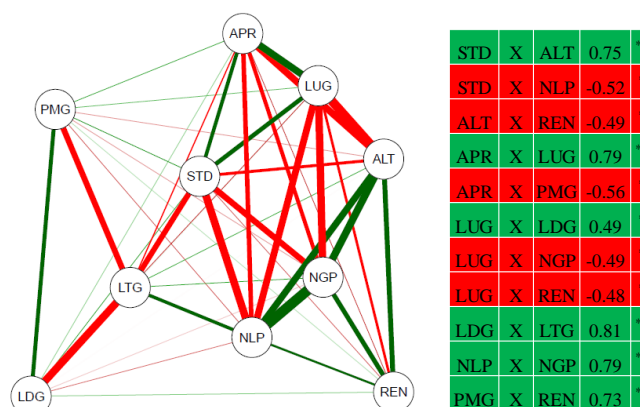 APR
LUG
PMG
ALT
STD
NGP
LTG
NLP
REN
LDG
STD X ALT 0.75 *
STD X NLP -0.52
ALT X REN -0.49
APR X LUG 0.79 *
APR X PMG -0.56
LUG X LDG 0.49
LUG X NGP -0.49
LUG X REN -0.48
LDG X LTG 0.81 *
NLP X NGP 0.79 *
PMG X REN 0.73 *